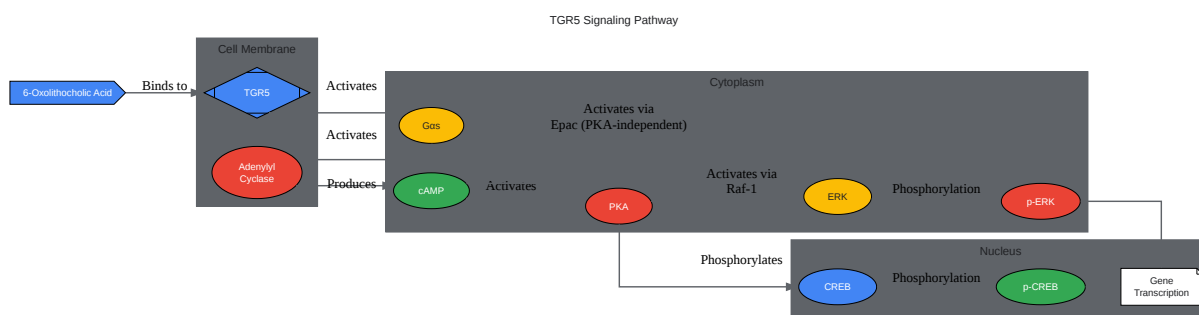 TGR5 Signaling Pathway
Cell Membrane
6-Oxolithocholic Acid
Binds to
TGR5
Activates
Cytoplasm
Gαs
Activates via
Epac (PKA-independent)
Activates
Adenylyl
Cyclase
Produces
cAMP
Activates
PKA
Activates via
Raf-1
ERK
Phosphorylation
p-ERK
Nucleus
Phosphorylates
CREB
Phosphorylation
p-CREB
Gene
Transcription